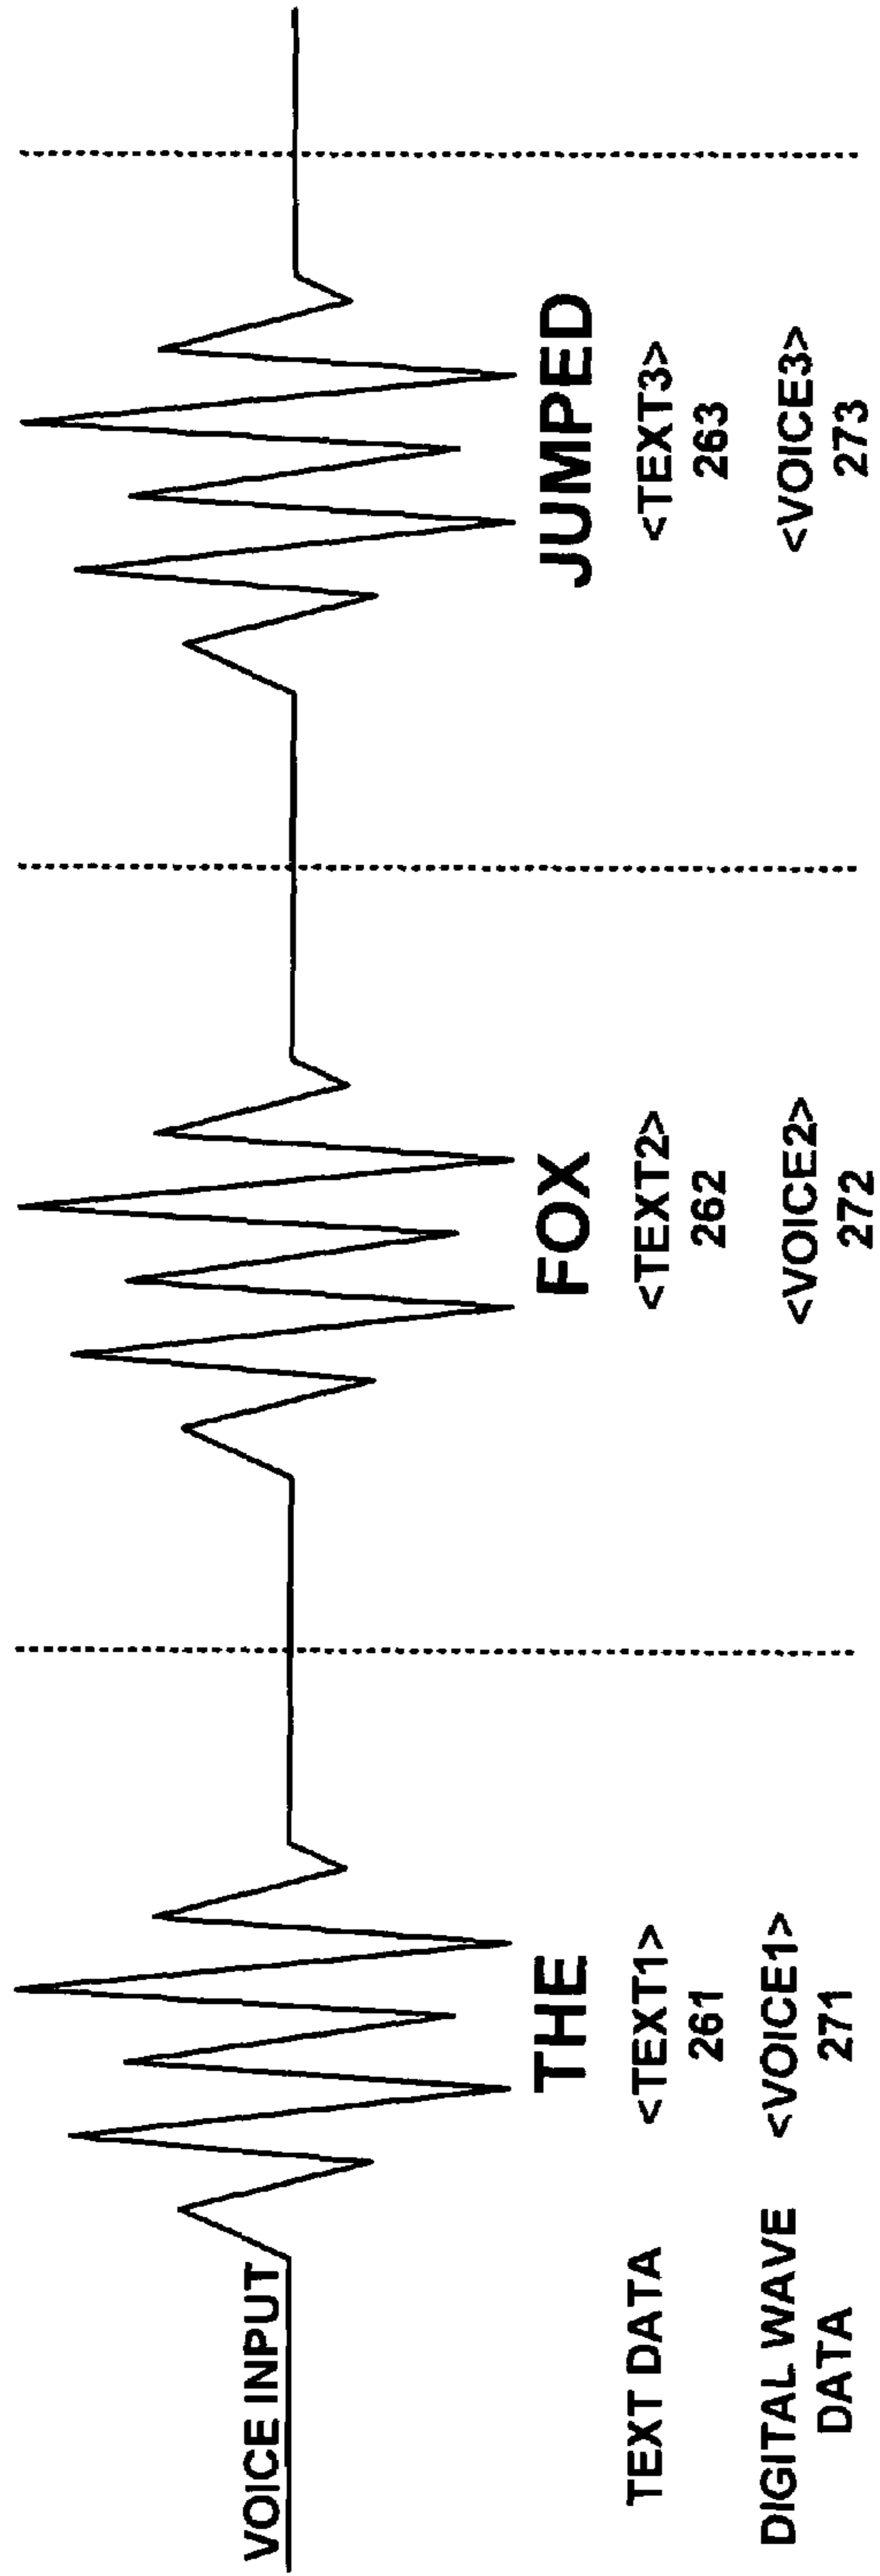 VOICE INPUT
THE FOX JUMPED
TEXT DATA <TEXT1> <TEXT2> <TEXT3>
261 262 263
DIGITAL WAVE <VOICE1> <VOICE2> <VOICE3>
DATA 271 272 273